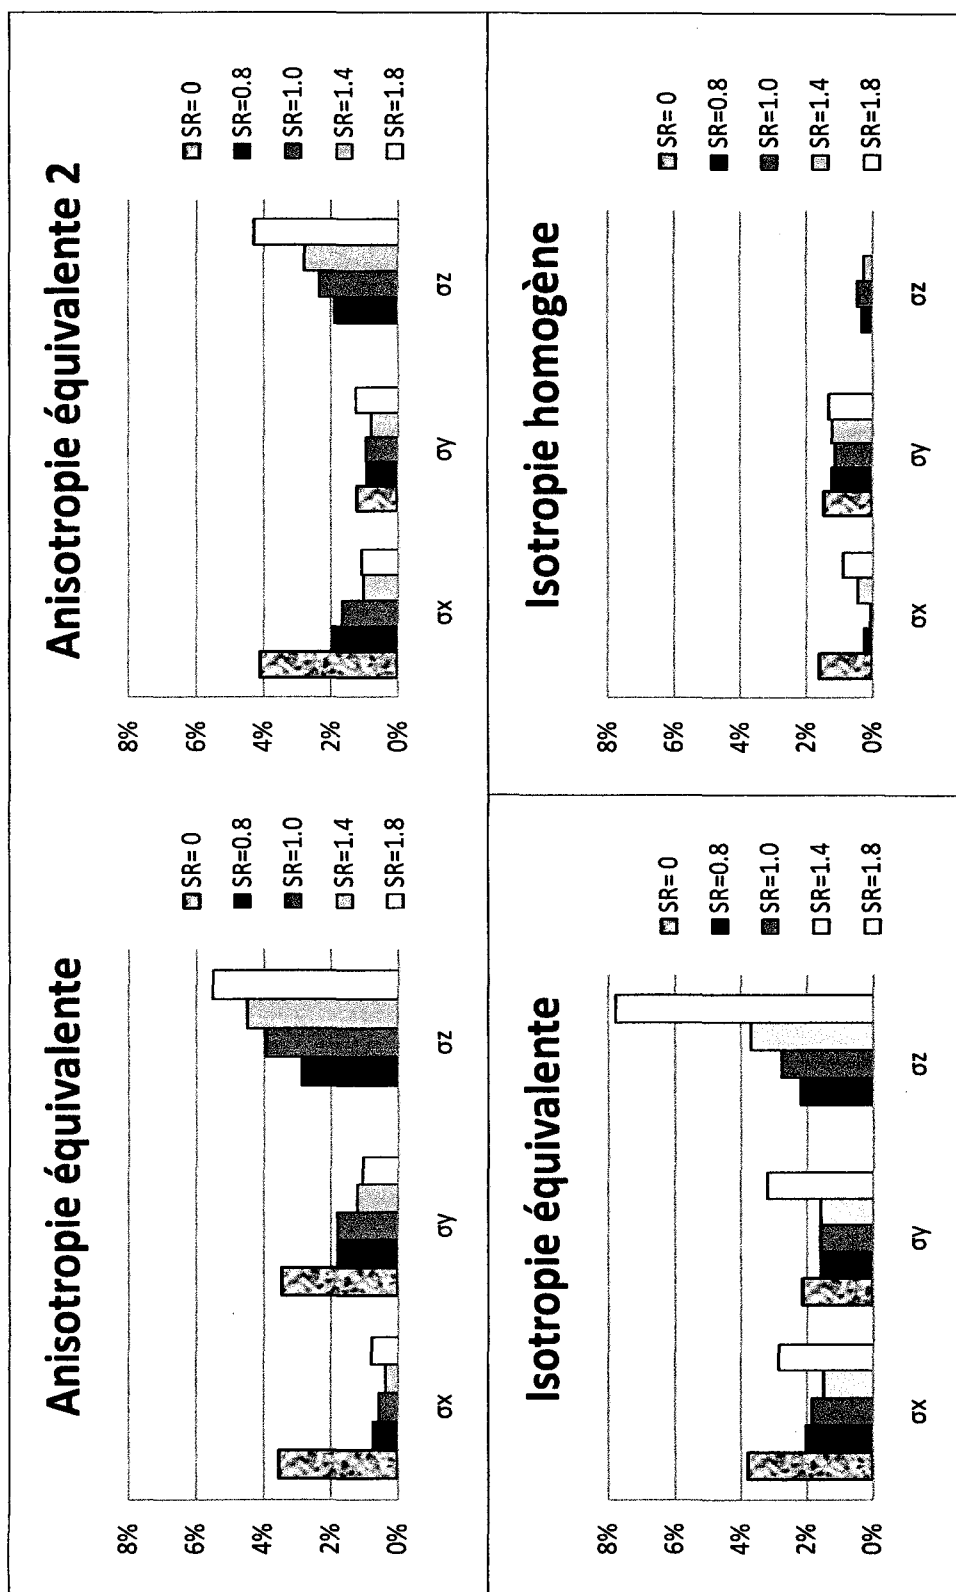 Anisotropie équivalente
8%
6%
4%
2%
0%
σx
σy
σz
SR= 0
SR=0.8
SR=1.0
SR=1.4
SR=1.8
Anisotropie équivalente 2
8%
6%
4%
2%
0%
σx
σy
σz
SR= 0
SR=0.8
SR=1.0
SR=1.4
SR=1.8
Isotropie équivalente
8%
6%
4%
2%
0%
σx
σy
σz
SR= 0
SR=0.8
SR=1.0
SR=1.4
SR=1.8
Isotropie homogène
8%
6%
4%
2%
0%
σx
σy
σz
SR= 0
SR=0.8
SR=1.0
SR=1.4
SR=1.8